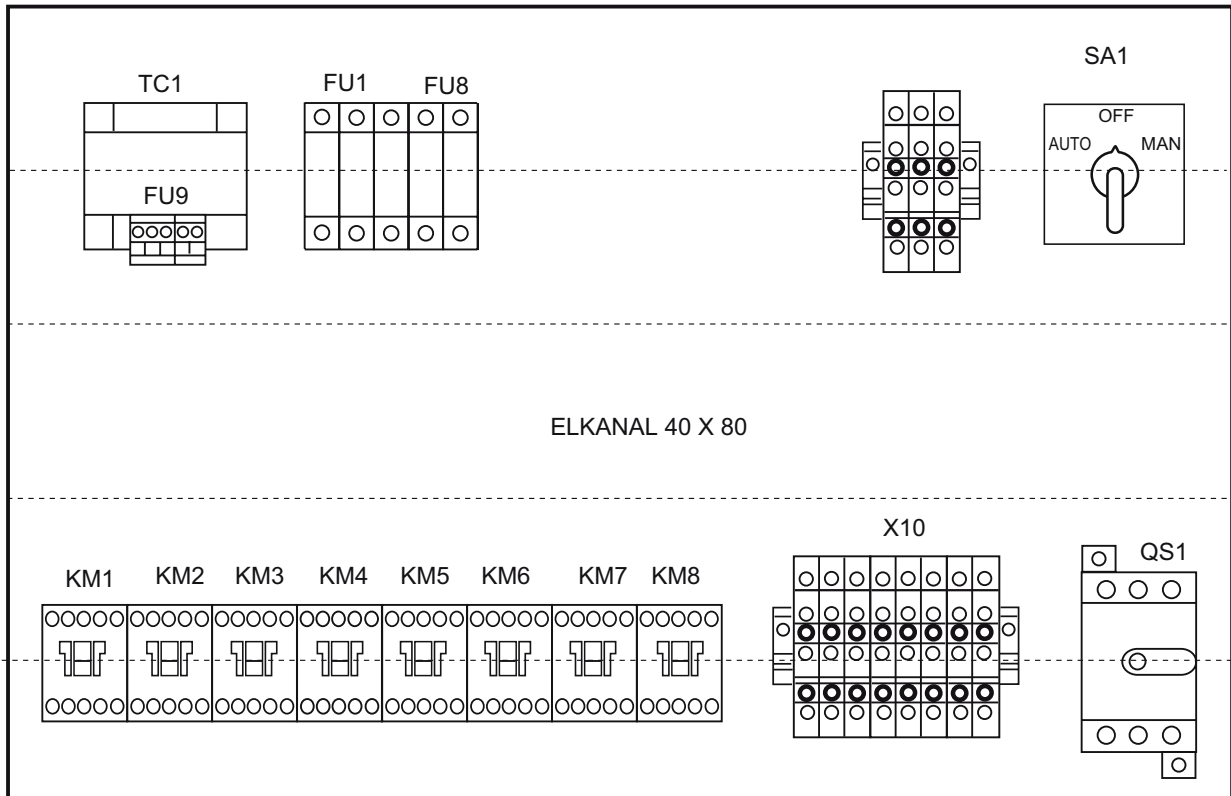 SA1
TC1
FU1
FU8
OFF
AUTO
MAN
FU9
ELKANAL 40 X 80
X10
QS1
KM1
KM2
KM3
KM4
KM5
KM6
KM7
KM8